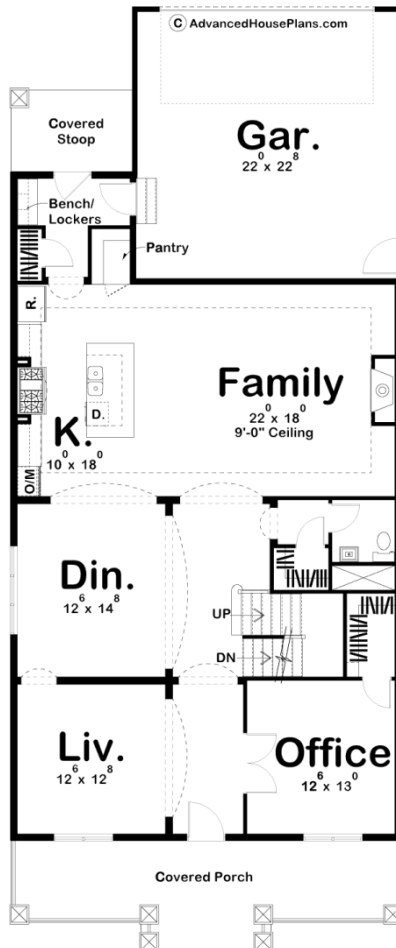 © AdvancedHousePlans.com
Covered
Stoop
Gar.
22⁰ x 22⁸
Bench/
Lockers
Pantry
R.
Family
22⁰ x 18⁰
9'-0" Ceiling
D.
K.
10⁰ x 18⁰
O/M
Din.
12⁶ x 14⁸
UP
DN
Liv.
12⁶ x 12⁸
Office
12⁶ x 13⁰
Covered Porch